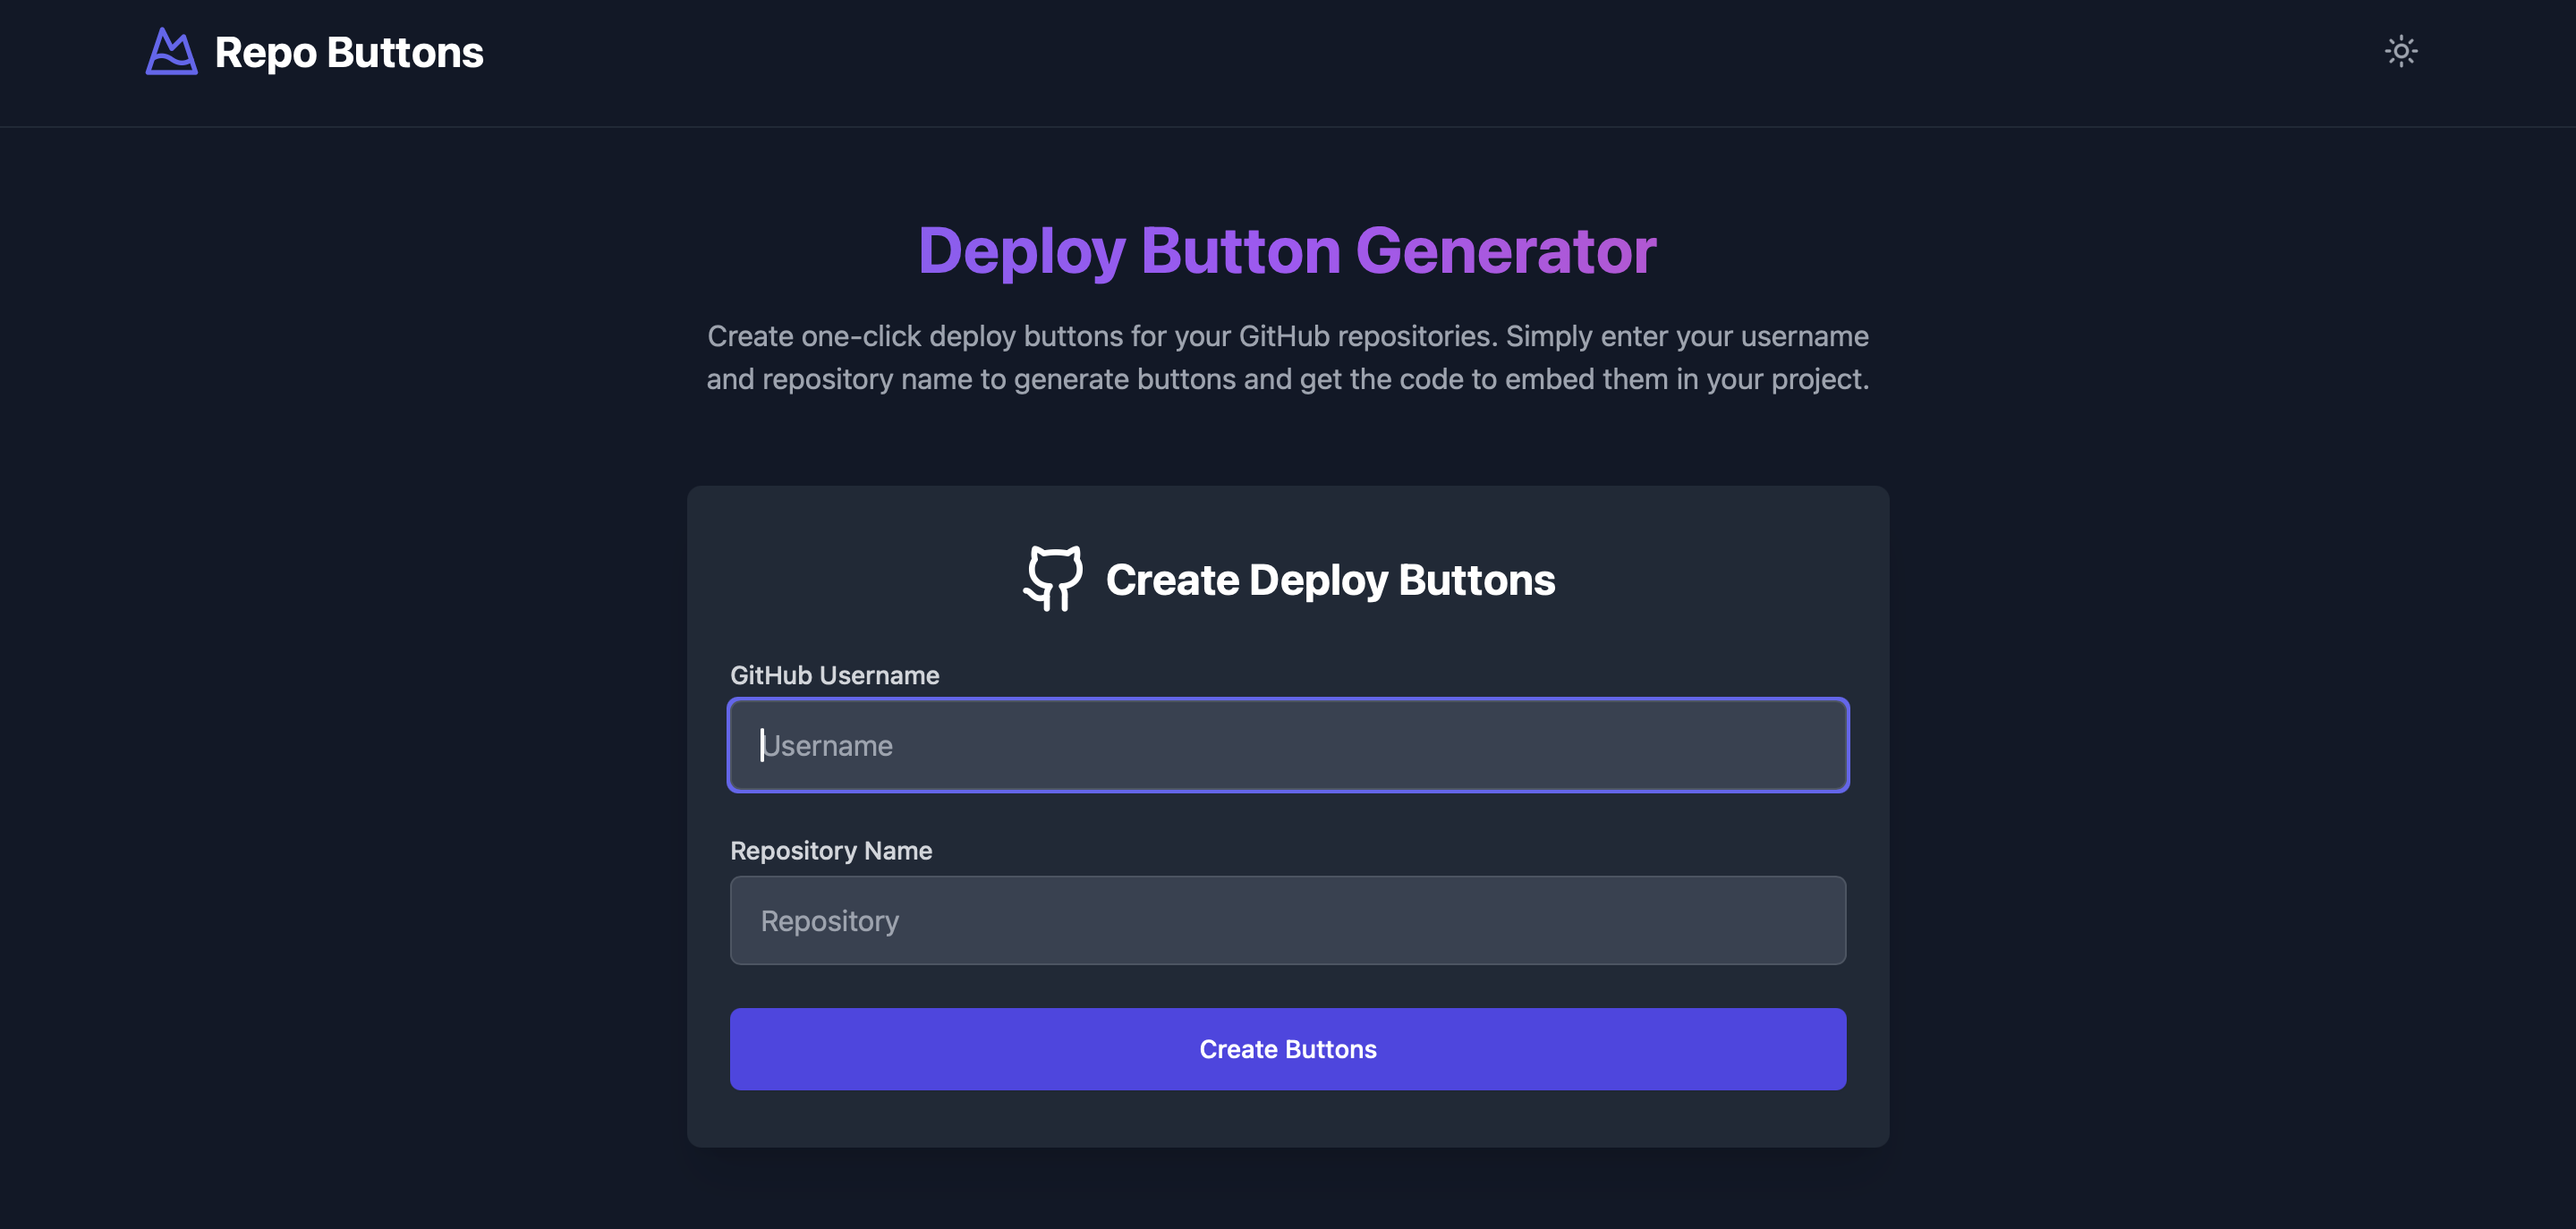 Repo Buttons
Deploy Button Generator
Create one-click deploy buttons for your GitHub repositories. Simply enter your username
and repository name to generate buttons and get the code to embed them in your project.
Create Deploy Buttons
GitHub Username
Username
Repository Name
Repository
Create Buttons